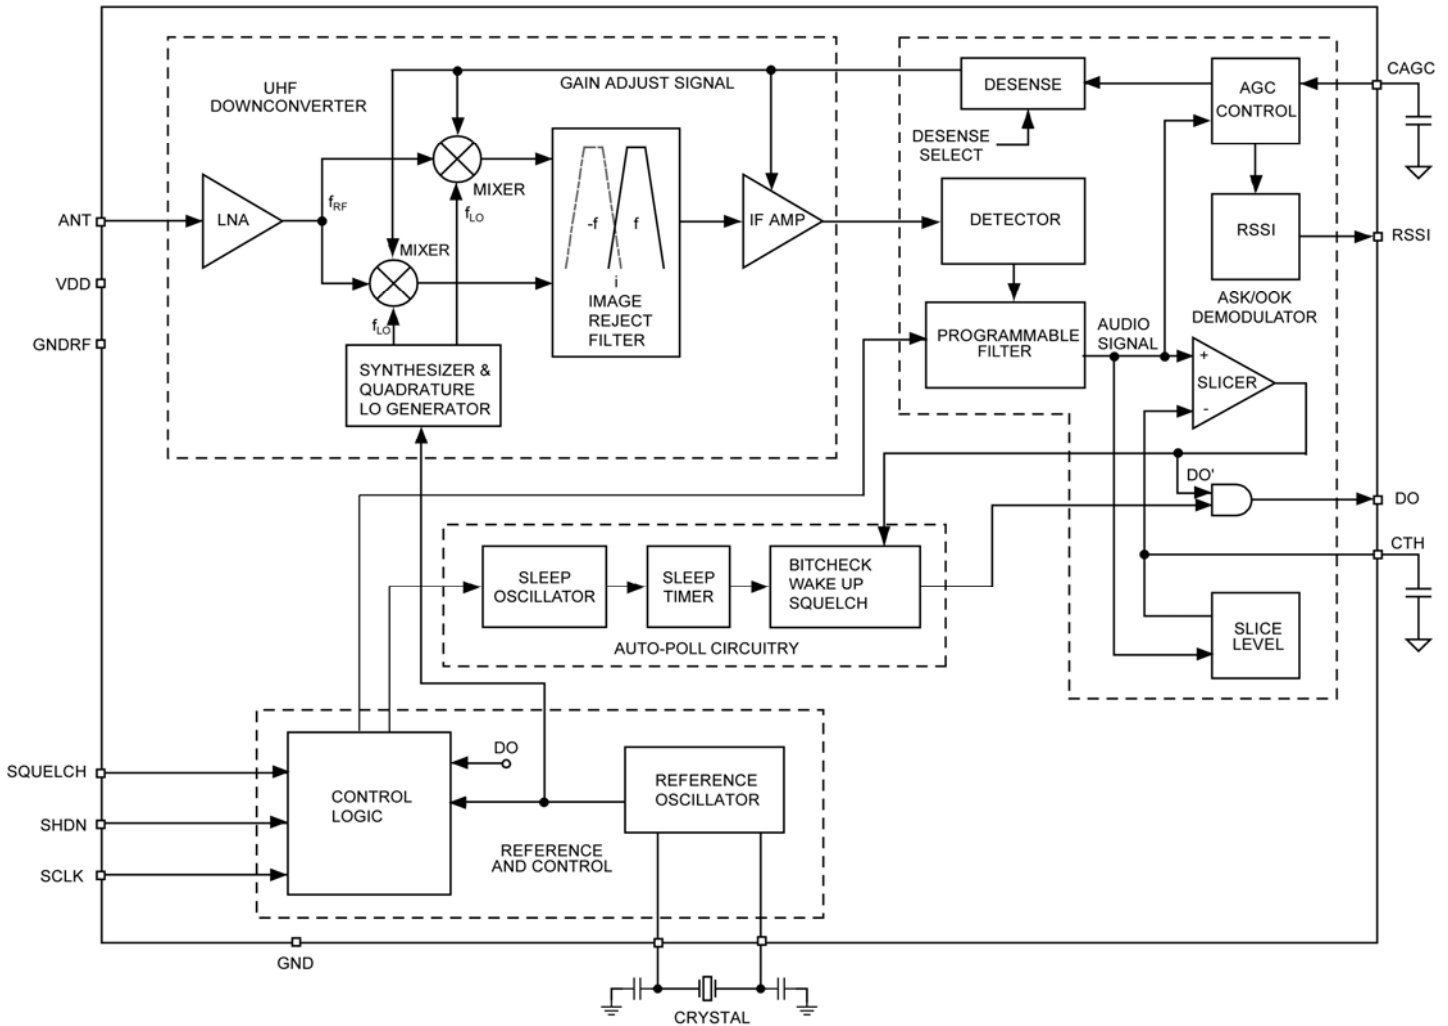 UHF
DOWNCONVERTER
GAIN ADJUST SIGNAL
DESENSE
AGC
CONTROL
CAGC
DESENSE
SELECT
MIXER
fRF
fLO
LNA
ANT
-f
f
IF AMP
DETECTOR
RSSI
RSSI
MIXER
VDD
i
IMAGE
REJECT
FILTER
ASK/OOK
DEMODULATOR
fLO
GNDRF
PROGRAMMABLE
FILTER
AUDIO
SIGNAL
SYNTHESIZER &
QUADRATURE
LO GENERATOR
+
SLICER
-
DO'
DO
CTH
SLEEP
OSCILLATOR
SLEEP
TIMER
BITCHECK
WAKE UP
SQUELCH
SLICE
LEVEL
AUTO-POLL CIRCUITRY
SQUELCH
SHDN
SCLK
CONTROL
LOGIC
DO
REFERENCE
OSCILLATOR
REFERENCE
AND CONTROL
GND
CRYSTAL